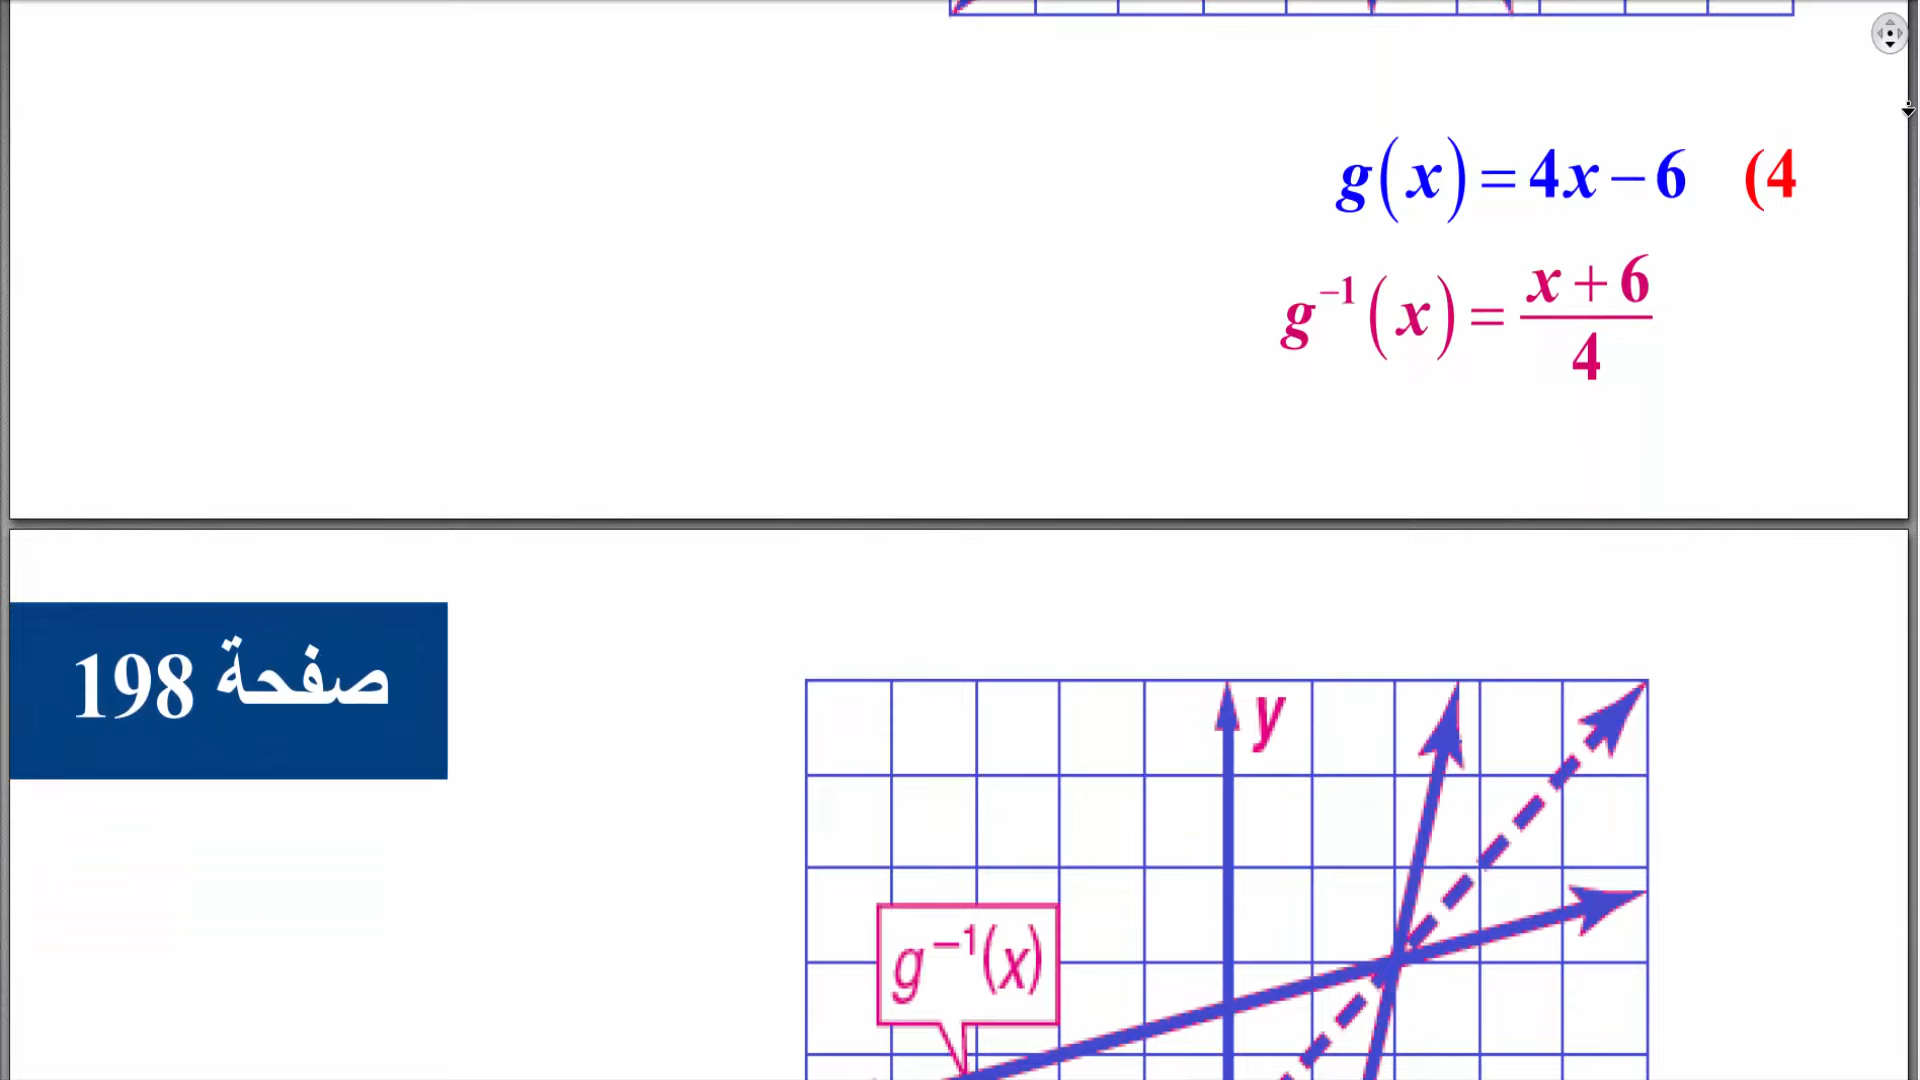 (4 g(x) = 4x − 6
g⁻¹(x) = (x + 6)/4
صفحة 198
y
g⁻¹(x)